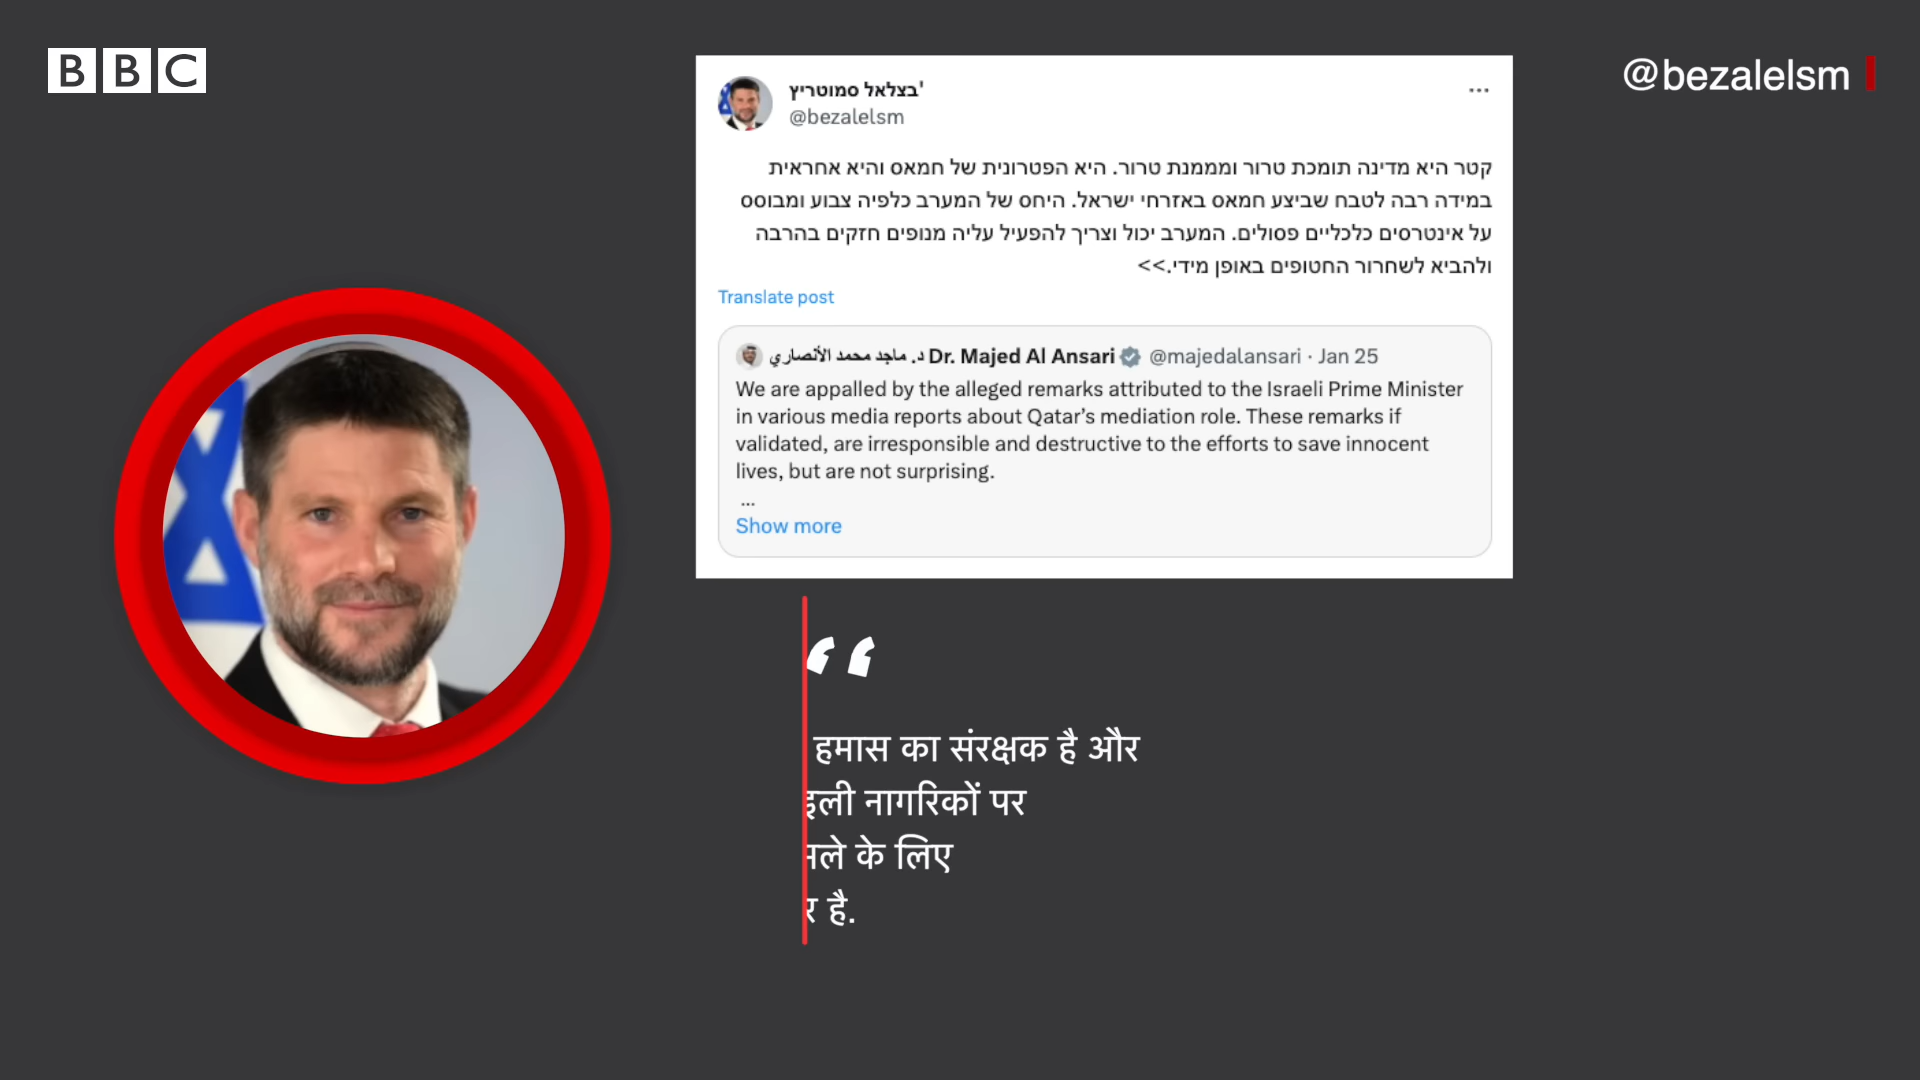 BBC
@bezalelsm
בצלאל סמוטריץ'
@bezalelsm
קטר היא מדינה תומכת טרור ומממנת טרור. היא הפטרונית של חמאס והיא אחראית
במידה רבה לטבח שביצע חמאס באזרחי ישראל. היחס של המערב כלפיה צבוע ומבוסס
על אינטרסים כלכליים פסולים. המערב יכול וצריך להפעיל עליה מנופים חזקים בהרבה
ולהביא לשחרור החטופים באופן מידי.>>
Translate post
د. ماجد محمد الأنصاري Dr. Majed Al Ansari @majedalansari · Jan 25
We are appalled by the alleged remarks attributed to the Israeli Prime Minister
in various media reports about Qatar's mediation role. These remarks if
validated, are irresponsible and destructive to the efforts to save innocent
lives, but are not surprising.
...
Show more
“
हमास का संरक्षक है और
नागरिकों पर
के लिए
है.